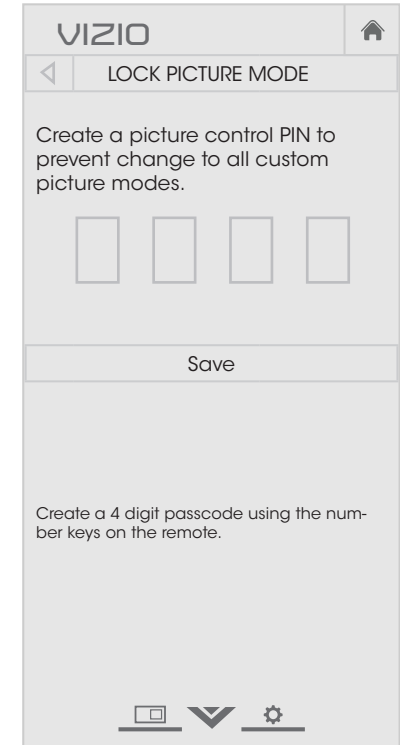 VIZIO
LOCK PICTURE MODE
Create a picture control PIN to
prevent change to all custom
picture modes.
Save
Create a 4 digit passcode using the num-
ber keys on the remote.